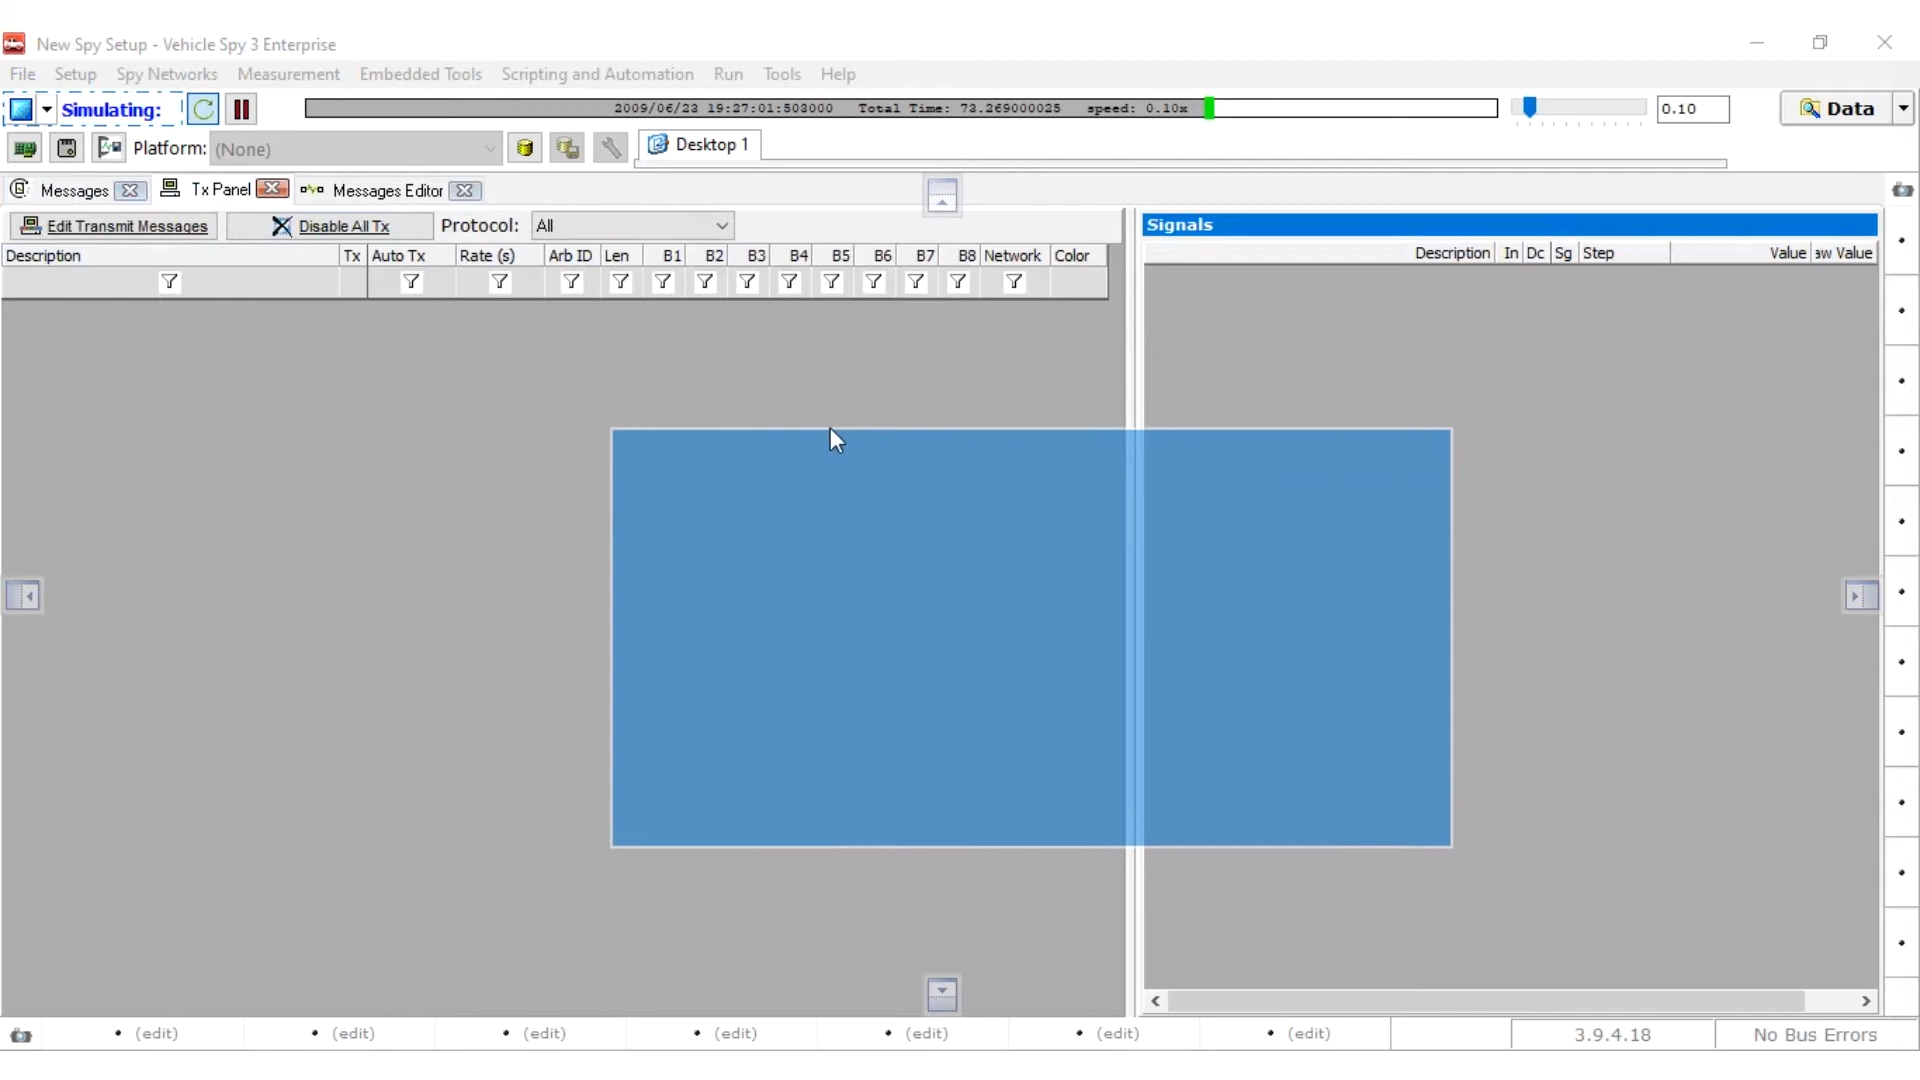 New Spy Setup - Vehicle Spy 3 Enterprise
File Setup Spy Networks Measurement Embedded Tools Scripting and Automation Run Tools Help
Simulating: 2009/06/23 19:27:01:503000 Total Time: 73.269000025 speed: 0.10x 0.10 Data
Platform: (None) Desktop 1
Messages Tx Panel Messages Editor
Edit Transmit Messages Disable All Tx Protocol: All Signals
Description Tx Auto Tx Rate (s) Arb ID Len B1 B2 B3 B4 B5 B6 B7 B8 Network Color Description In Dc Sg Step Value aw Value
(edit) (edit) (edit) (edit) (edit) (edit) (edit) 3.9.4.18 No Bus Errors